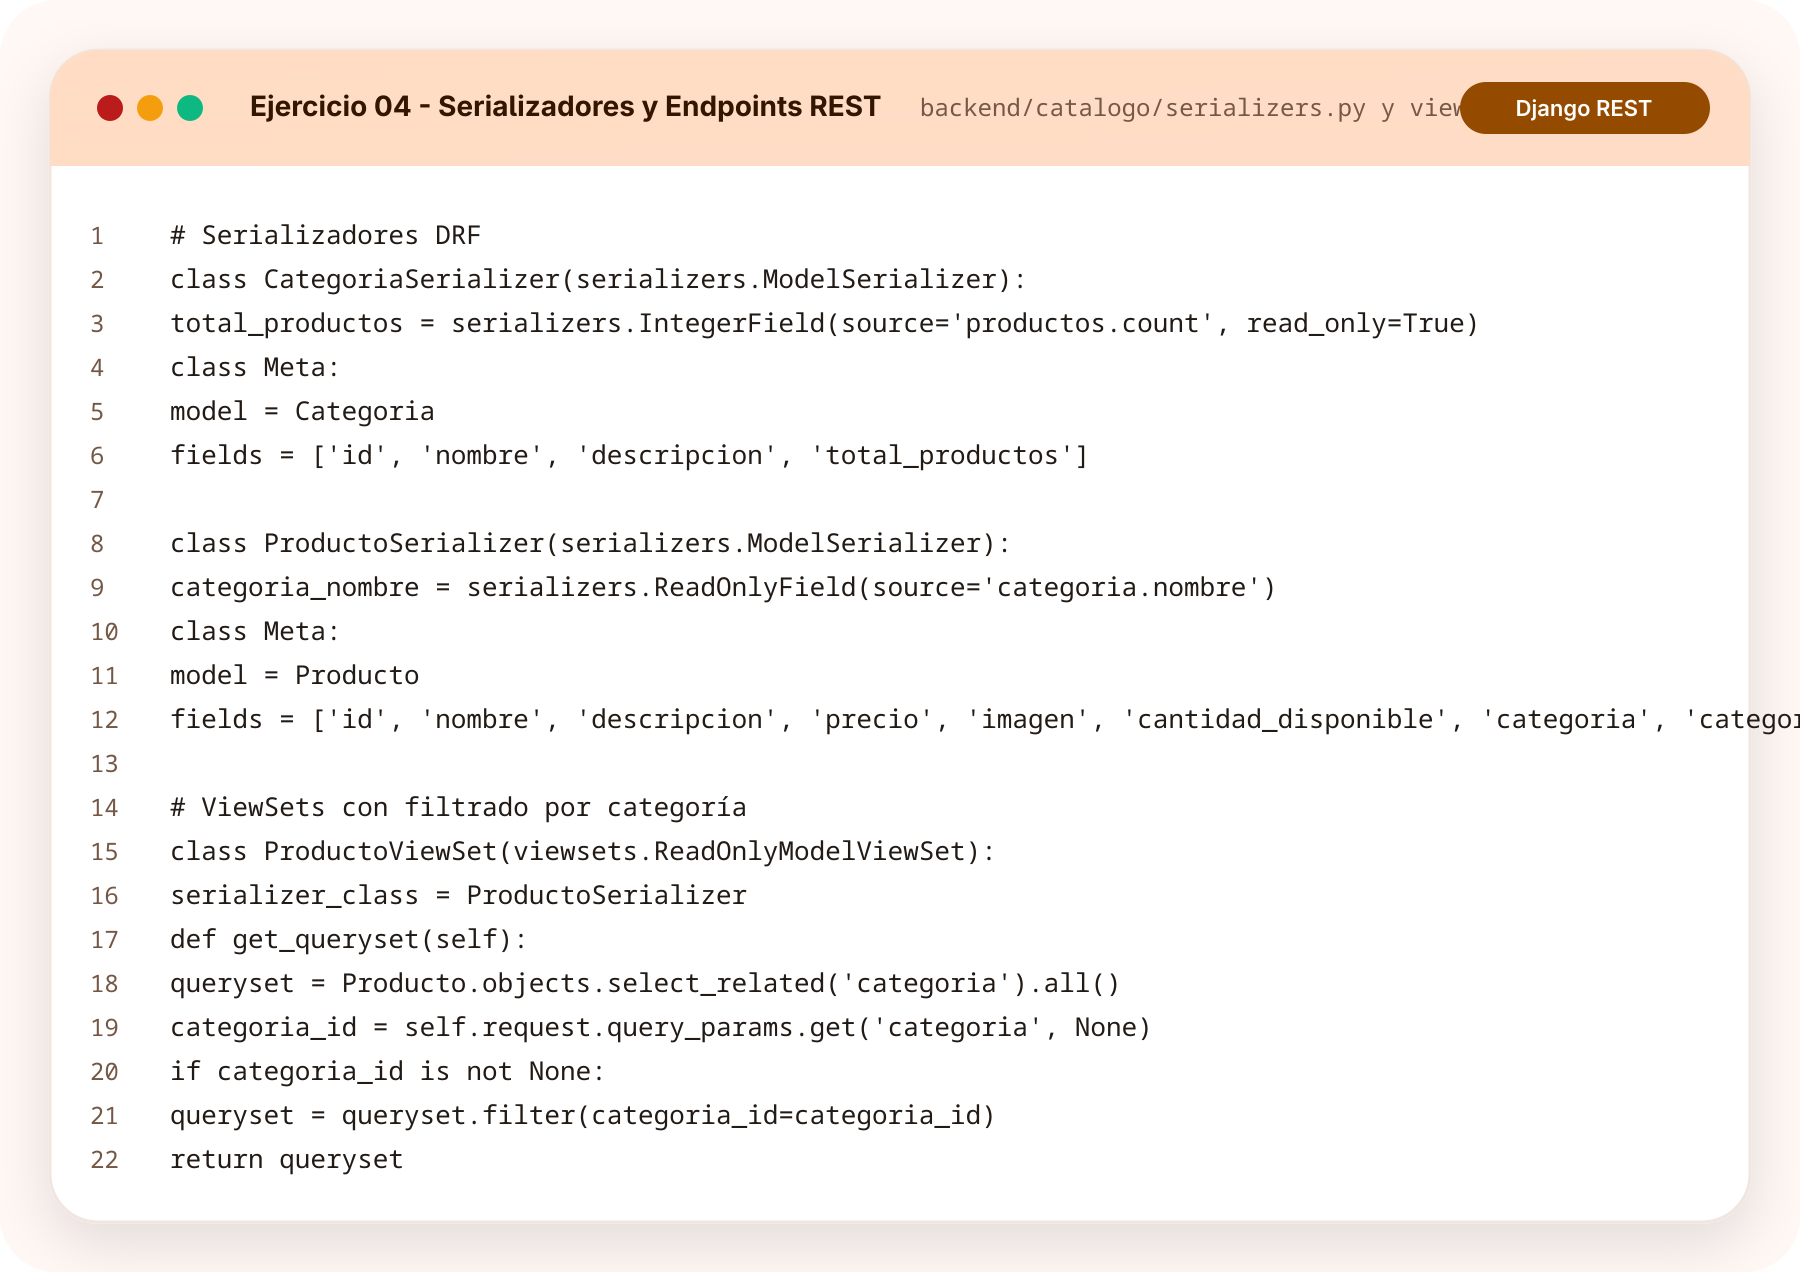 Ejercicio 04 - Serializadores y Endpoints REST
backend/catalogo/serializers.py y
Django REST
1 # Serializadores DRF
2 class CategoriaSerializer(serializers.ModelSerializer):
3 total_productos = serializers.IntegerField(source='productos.count', read_only=True)
4 class Meta:
5 model = Categoria
6 fields = ['id', 'nombre', 'descripcion', 'total_productos']
7
8 class ProductoSerializer(serializers.ModelSerializer):
9 categoria_nombre = serializers.ReadOnlyField(source='categoria.nombre')
10 class Meta:
11 model = Producto
12 fields = ['id', 'nombre', 'descripcion', 'precio', 'imagen', 'cantidad_disponible', 'categoria',
13
14 # ViewSets con filtrado por categoría
15 class ProductoViewSet(viewsets.ReadOnlyModelViewSet):
16 serializer_class = ProductoSerializer
17 def get_queryset(self):
18 queryset = Producto.objects.select_related('categoria').all()
19 categoria_id = self.request.query_params.get('categoria', None)
20 if categoria_id is not None:
21 queryset = queryset.filter(categoria_id=categoria_id)
22 return queryset